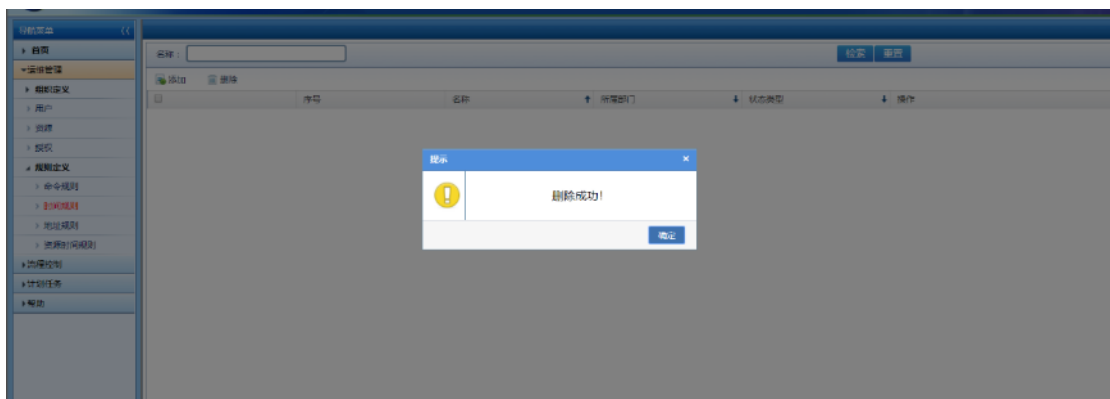 导航菜单
首页
运维管理
组织定义
用户
资源
授权
规则定义
命令规则
时间规则
地址规则
资源时间规则
流程控制
计划任务
帮助
名称：
检索 重置
添加 删除
序号 名称 所属部门 状态类型 操作
提示
删除成功!
确定